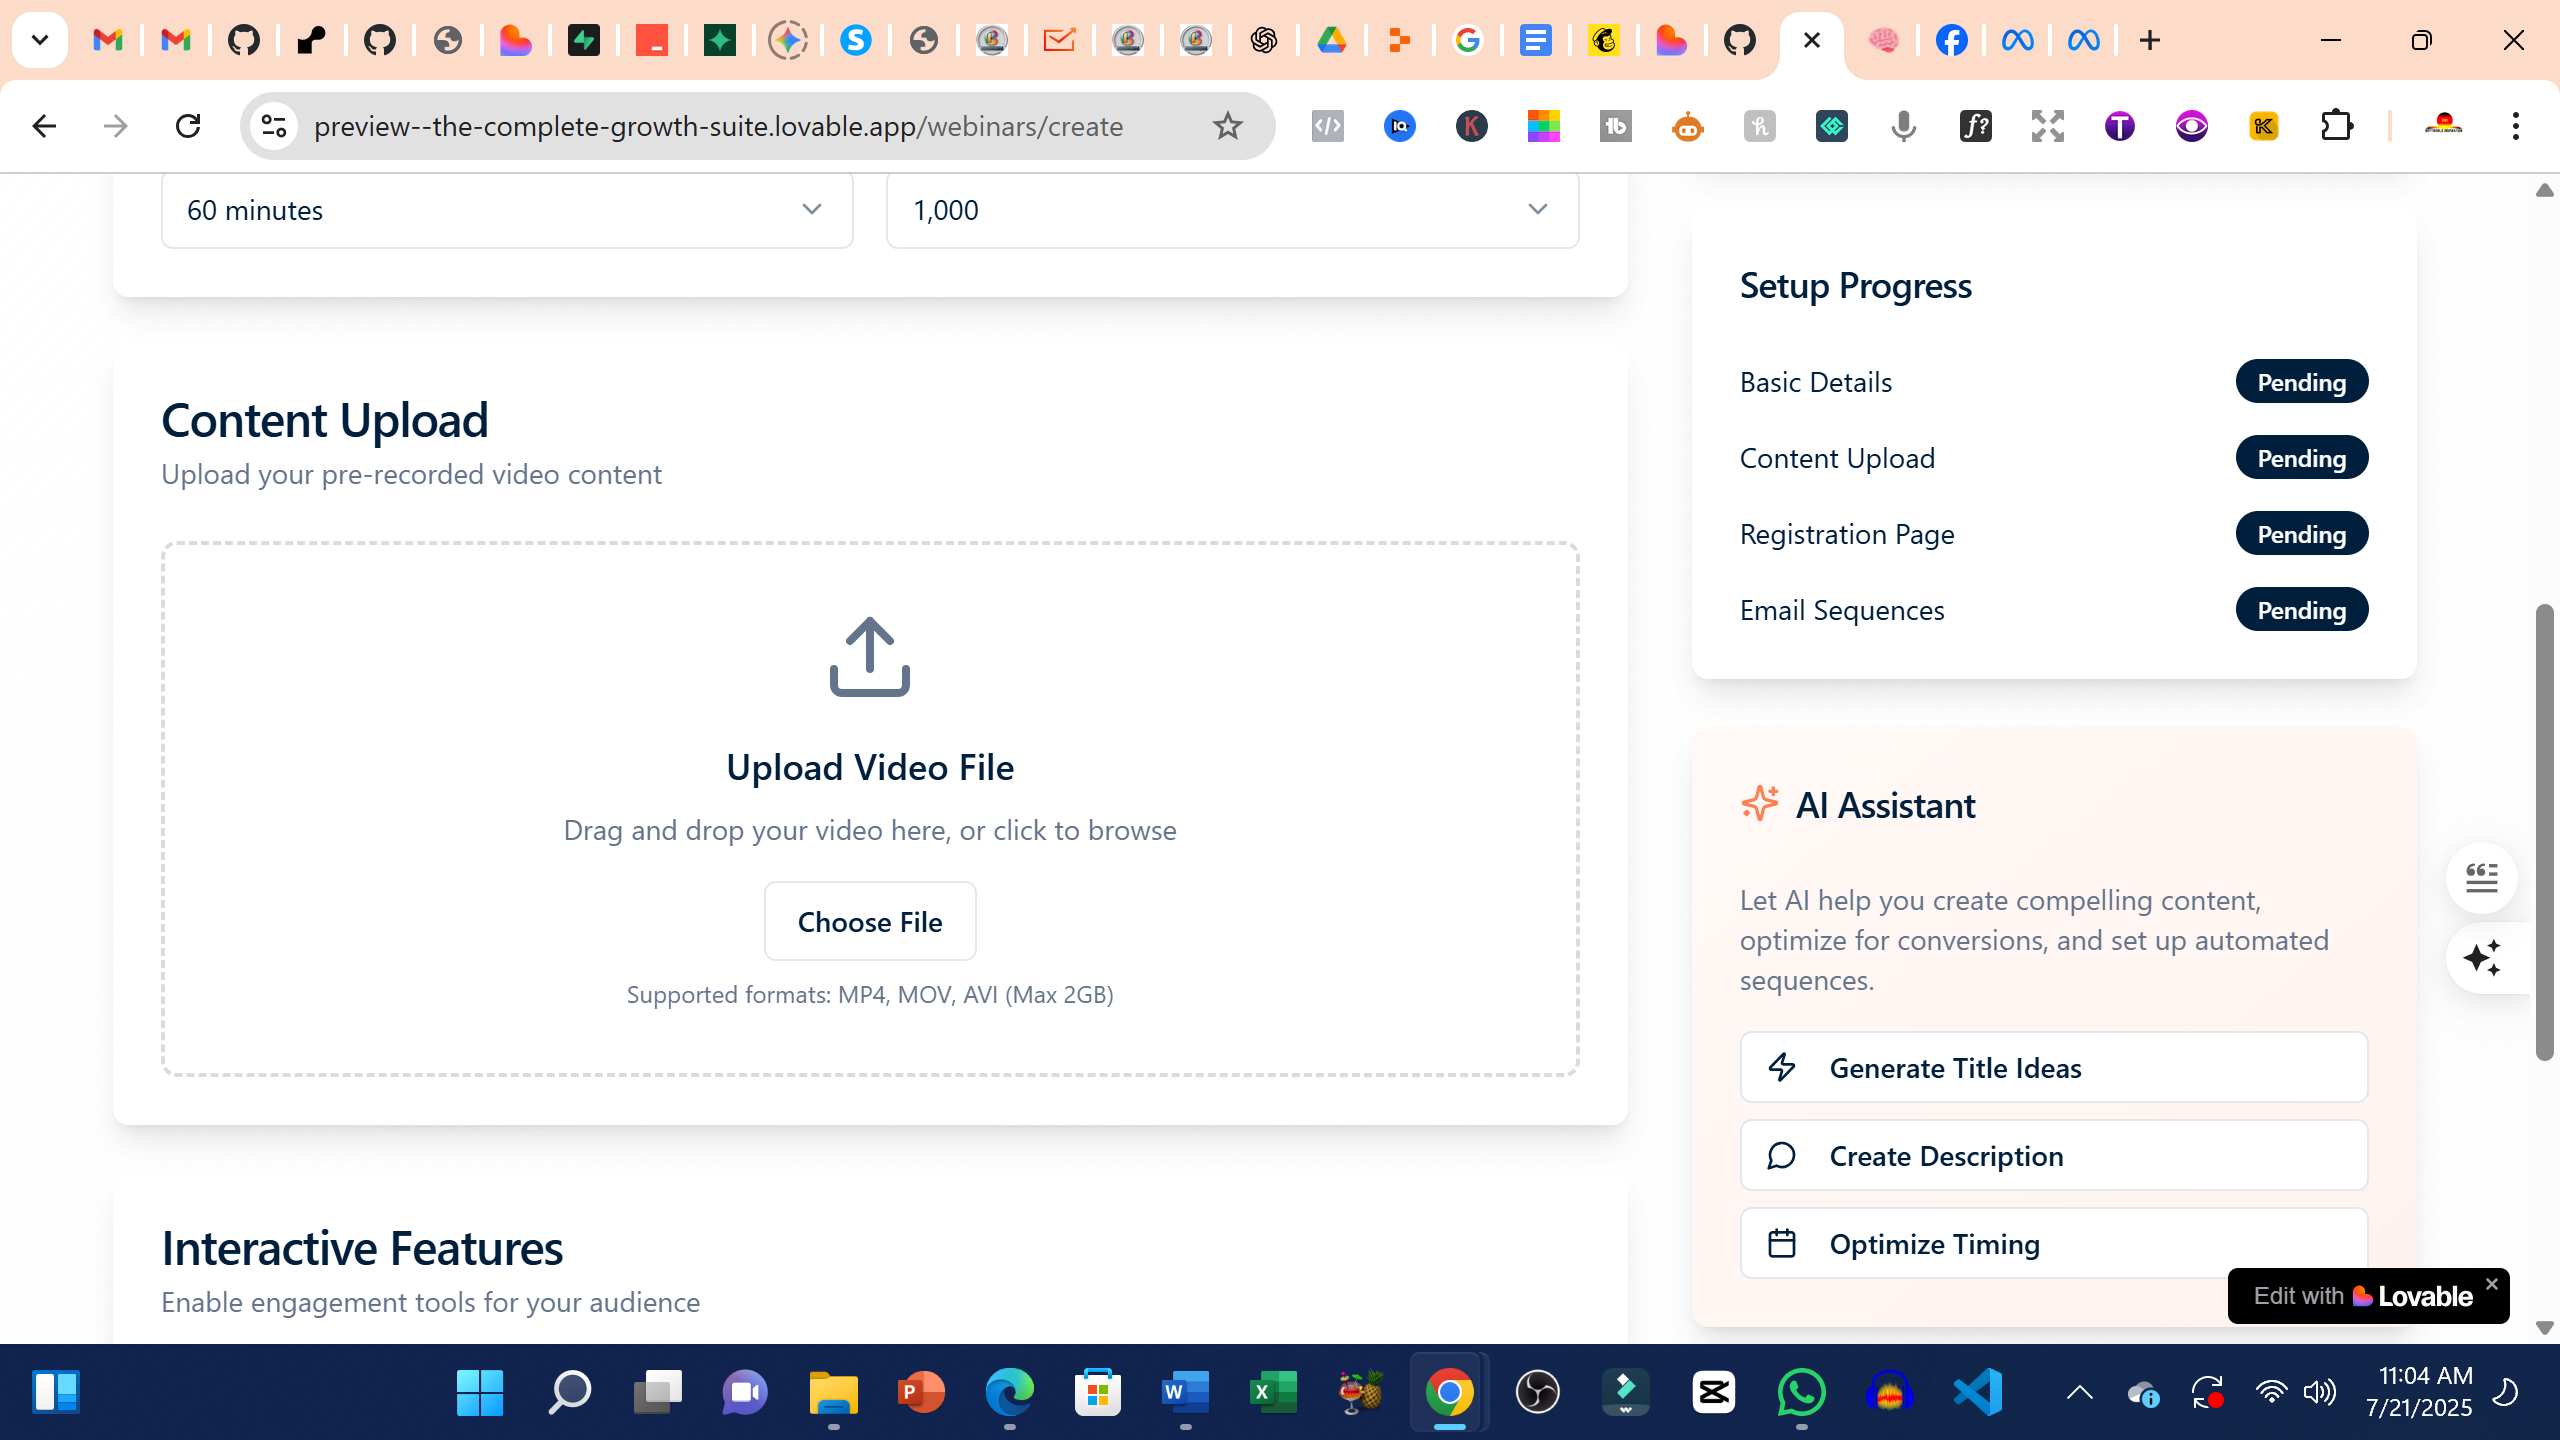 preview--the-complete-growth-suite.lovable.app/webinars/create
60 minutes
1,000
Content Upload
Upload your pre-recorded video content
Upload Video File
Drag and drop your video here, or click to browse
Choose File
Supported formats: MP4, MOV, AVI (Max 2GB)
Interactive Features
Enable engagement tools for your audience
Setup Progress
Basic Details
Pending
Content Upload
Pending
Registration Page
Pending
Email Sequences
Pending
AI Assistant
Let AI help you create compelling content,
optimize for conversions, and set up automated
sequences.
Generate Title Ideas
Create Description
Optimize Timing
Edit with Lovable
11:04 AM
7/21/2025